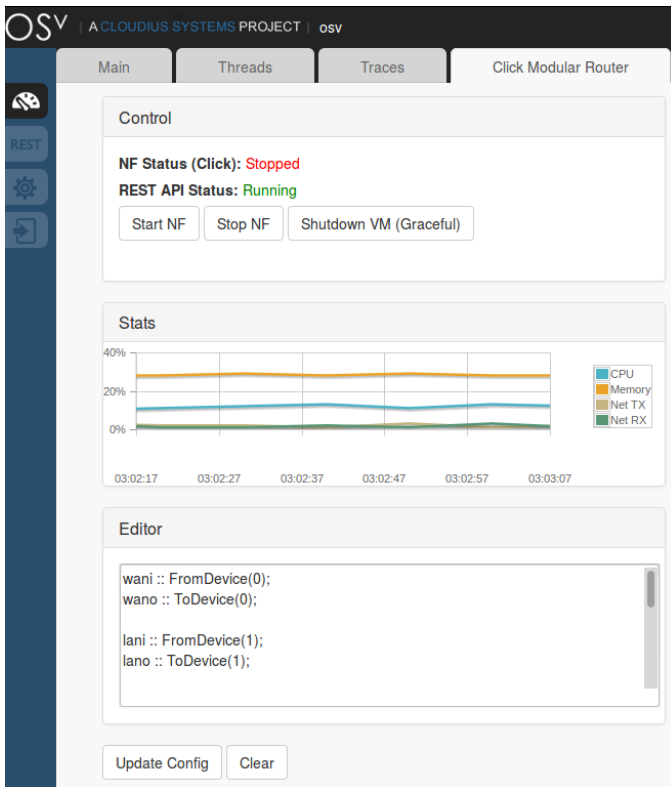 OSv | A CLOUDIUS SYSTEMS PROJECT | osv
Main Threads Traces Click Modular Router
REST
Control
NF Status (Click): Stopped
REST API Status: Running
Start NF Stop NF Shutdown VM (Graceful)
Stats
40%
20%
0%
CPU
Memory
Net TX
Net RX
03:02:17 03:02:27 03:02:37 03:02:47 03:02:57 03:03:07
Editor
wani :: FromDevice(0);
wano :: ToDevice(0);
lani :: FromDevice(1);
lano :: ToDevice(1);
Update Config Clear